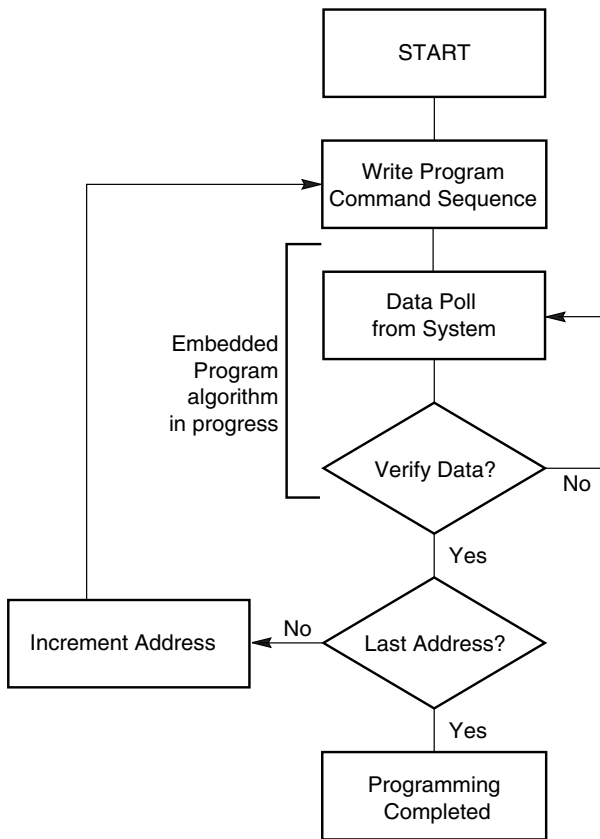 START
Write Program
Command Sequence
Data Poll
from System
Embedded
Program
algorithm
in progress
Verify Data?
No
Yes
Increment Address
No
Last Address?
Yes
Programming
Completed